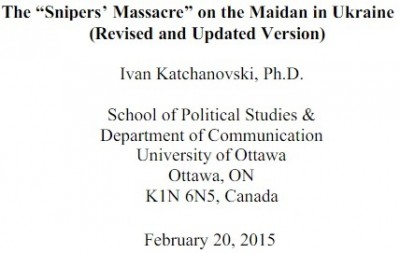 The “Snipers’ Massacre” on the Maidan in Ukraine
(Revised and Updated Version)
Ivan Katchanovski, Ph.D.
School of Political Studies &
Department of Communication
University of Ottawa
Ottawa, ON
K1N 6N5, Canada
February 20, 2015